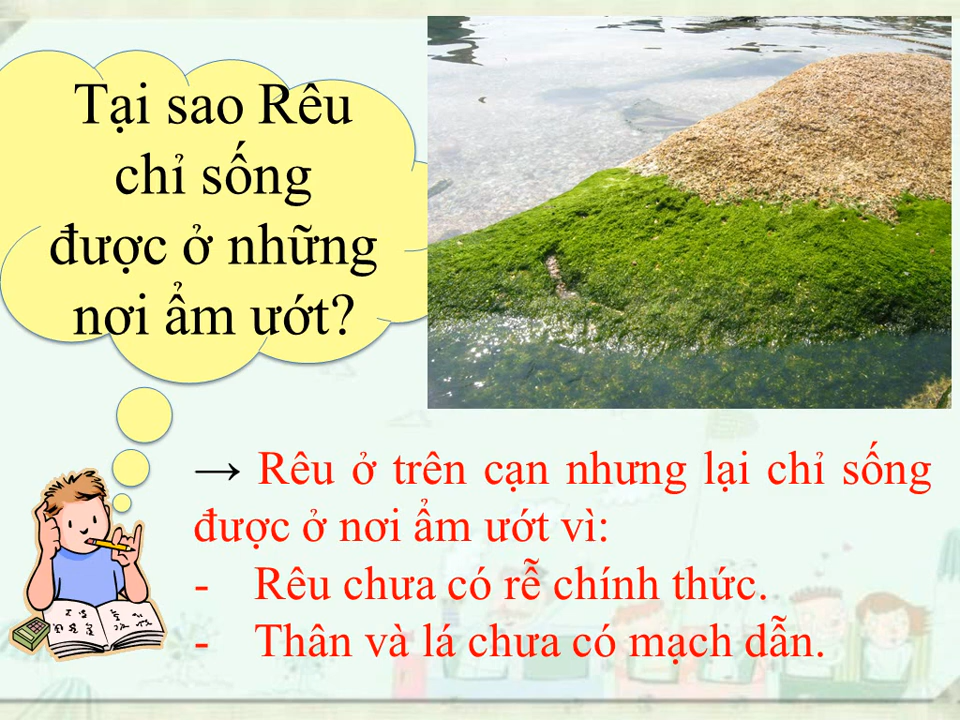 Tại sao Rêu
chỉ sống
được ở những
nơi ẩm ướt?
→ Rêu ở trên cạn nhưng lại chỉ sống
được ở nơi ẩm ướt vì:
- Rêu chưa có rễ chính thức.
- Thân và lá chưa có mạch dẫn.